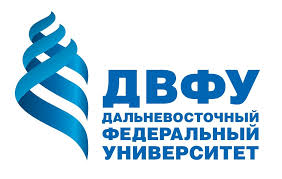 ДВФУ
ДАЛЬНЕВОСТОЧНЫЙ
ФЕДЕРАЛЬНЫЙ
УНИВЕРСИТЕТ